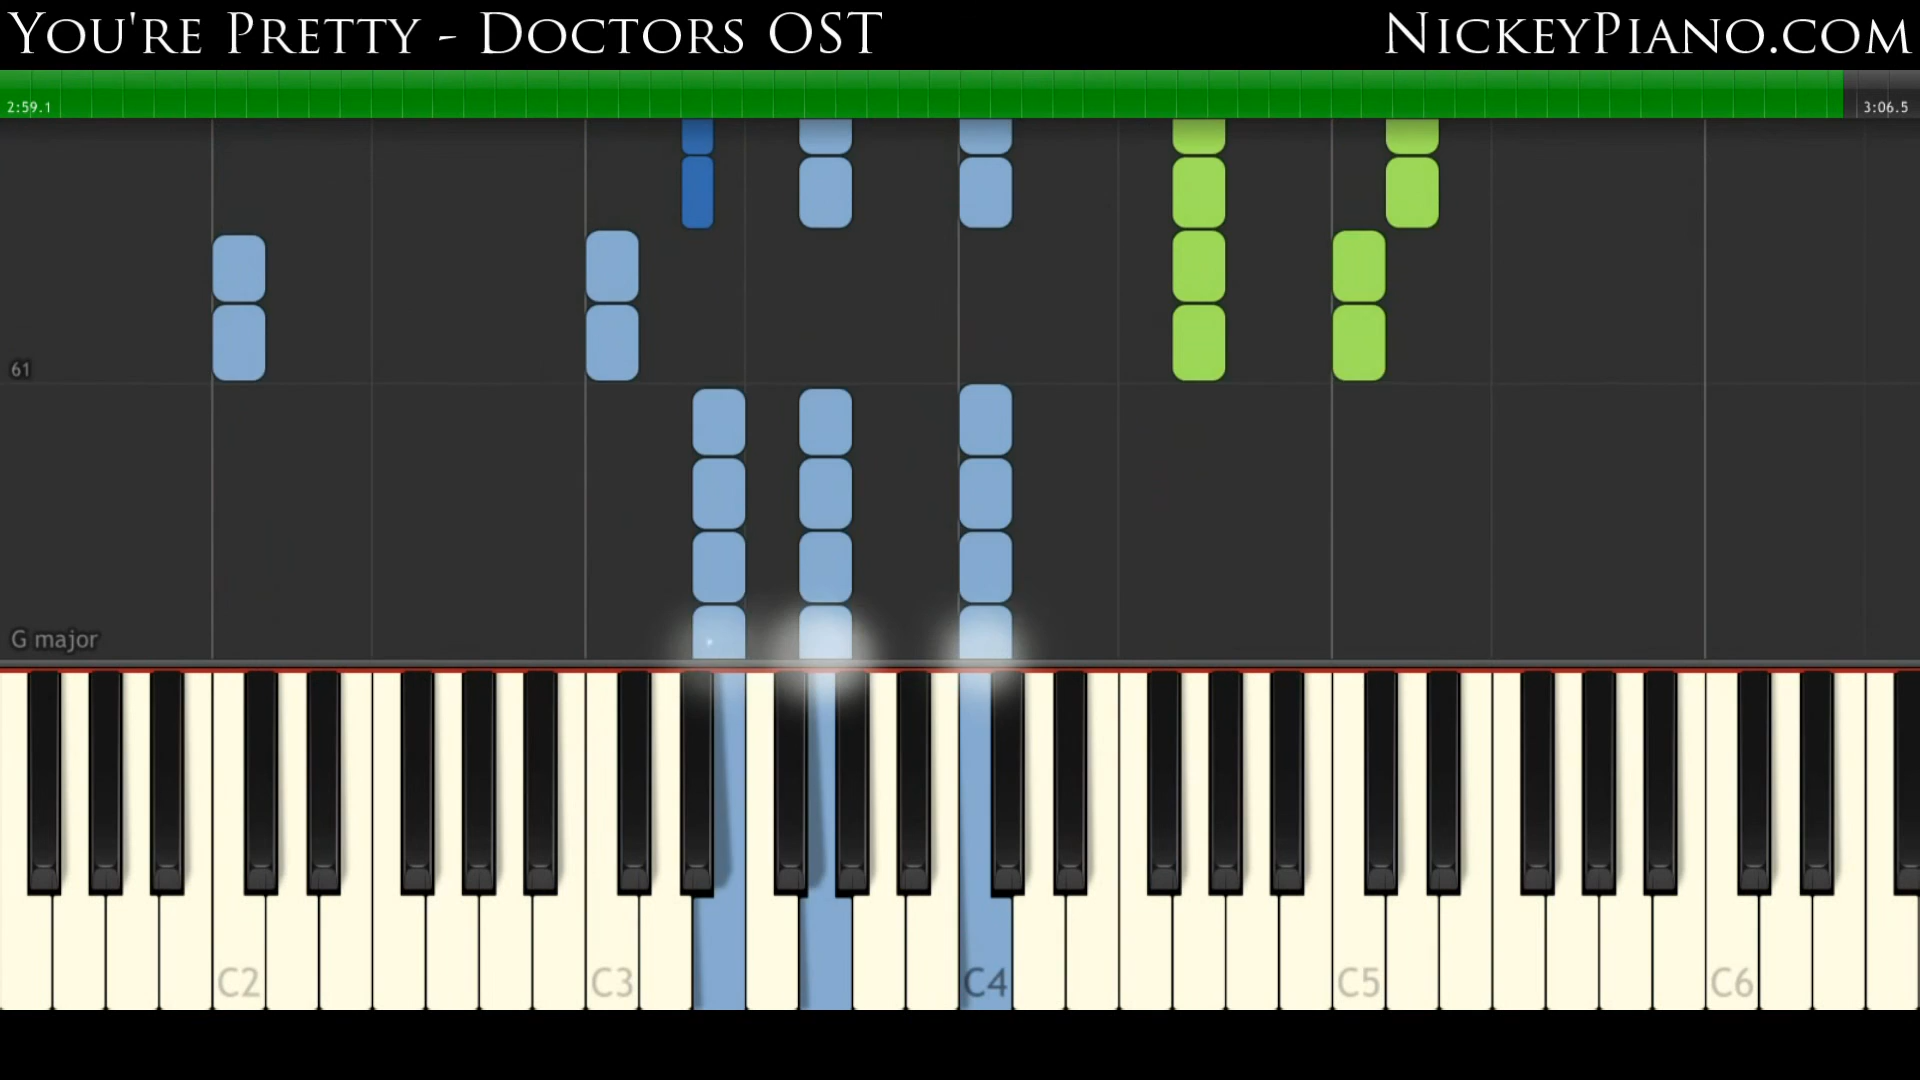 You're Pretty - Doctors OST
NickeyPiano.com
2:59.1
3:06.5
61
G major
C2
C3
C4
C5
C6